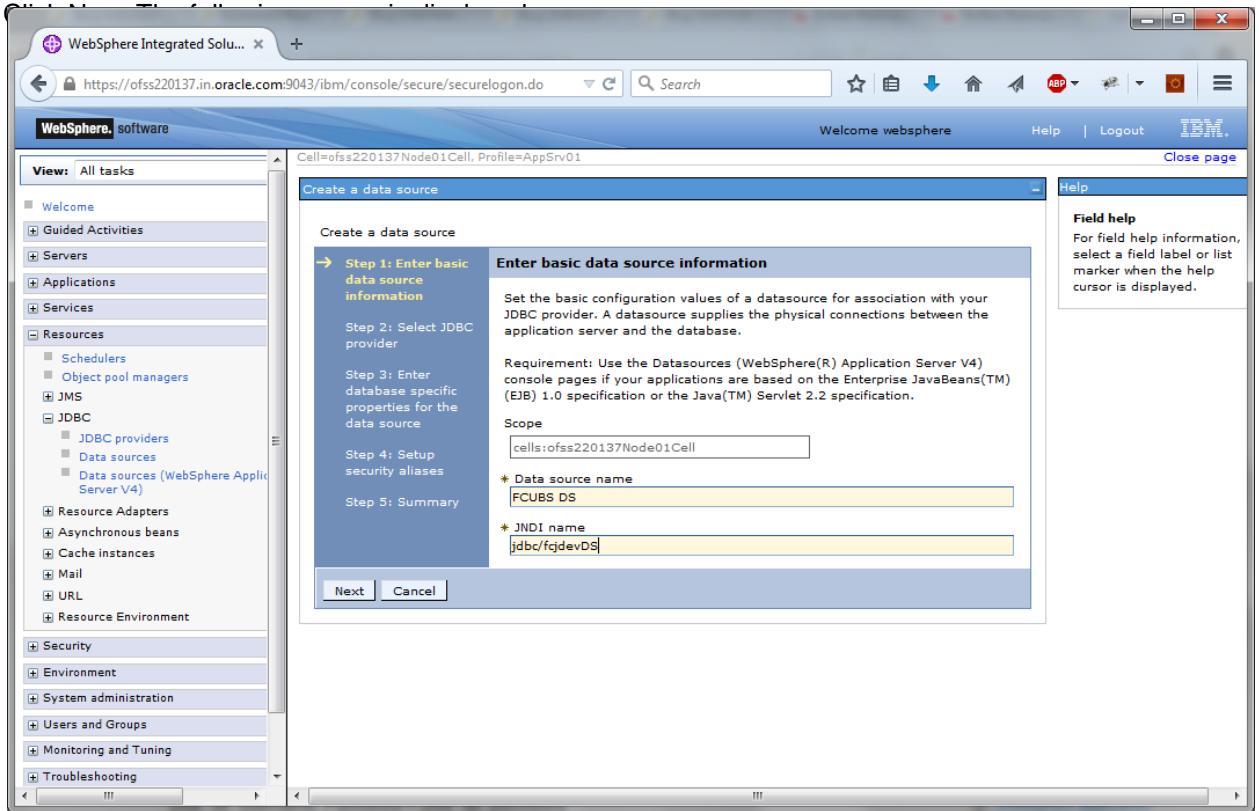 WebSphere Integrated Solu...
https://ofss220137.in.oracle.com:9043/ibm/console/secure/securelogon.do
Search
ABP
WebSphere. software
Welcome websphere
Help | Logout
IBM.
View: All tasks
Welcome
Guided Activities
Servers
Applications
Services
Resources
Schedulers
Object pool managers
JMS
JDBC
JDBC providers
Data sources
Data sources (WebSphere Applic
Server V4)
Resource Adapters
Asynchronous beans
Cache instances
Mail
URL
Resource Environment
Security
Environment
System administration
Users and Groups
Monitoring and Tuning
Troubleshooting
Cell=ofss220137Node01Cell, Profile=AppSrv01
Close page
Create a data source
Create a data source
Step 1: Enter basic
data source
information
Step 2: Select JDBC
provider
Step 3: Enter
database specific
properties for the
data source
Step 4: Setup
security aliases
Step 5: Summary
Enter basic data source information
Set the basic configuration values of a datasource for association with your
JDBC provider. A datasource supplies the physical connections between the
application server and the database.
Requirement: Use the Datasources (WebSphere(R) Application Server V4)
console pages if your applications are based on the Enterprise JavaBeans(TM)
(EJB) 1.0 specification or the Java(TM) Servlet 2.2 specification.
Scope
cells:ofss220137Node01Cell
* Data source name
FCUBS DS
* JNDI name
jdbc/fcjdevDS
Next
Cancel
Help
Field help
For field help information,
select a field label or list
marker when the help
cursor is displayed.